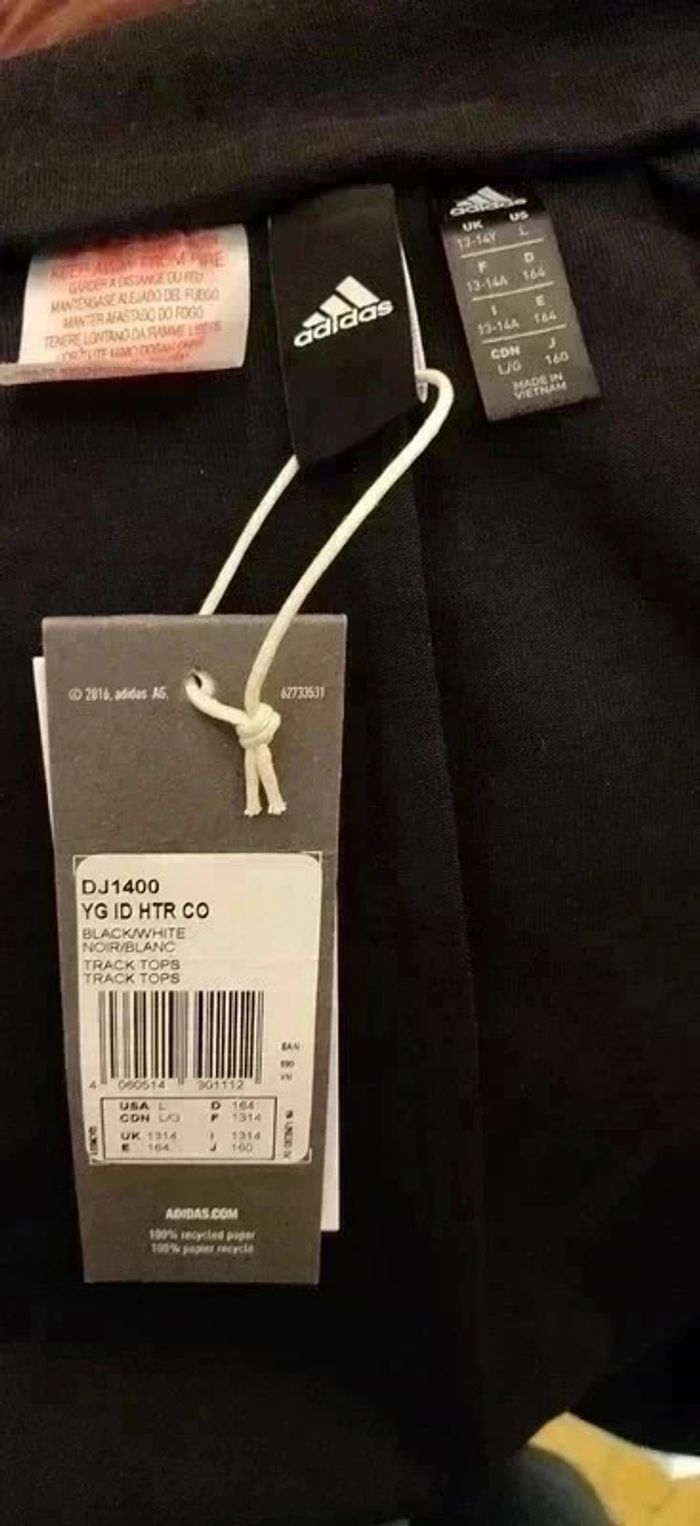 KEEP AWAY FROM FIRE
GARDER A DISTANCE DU FEU
MANTENGASE ALEJADO DEL FUEGO
MANTER AFASTADO DO FOGO
TENERE LONTANO DA FIAMME
adidas
adidas
UK US
13-14Y L
F D
13-14A 164
I E
13-14A 164
CDN J
L/G 160
MADE IN
VIETNAM
© 2016, adidas AG. 62733531
DJ1400
YG ID HTR CO
BLACK/WHITE
NOIR/BLANC
TRACK TOPS
TRACK TOPS
EAN
4 060514 301112
USA L D 164
CDN L/G F 1314
UK 1314 I 1314
E 164 J 160
ADIDAS.COM
100% recycled paper
100% papier recyclé